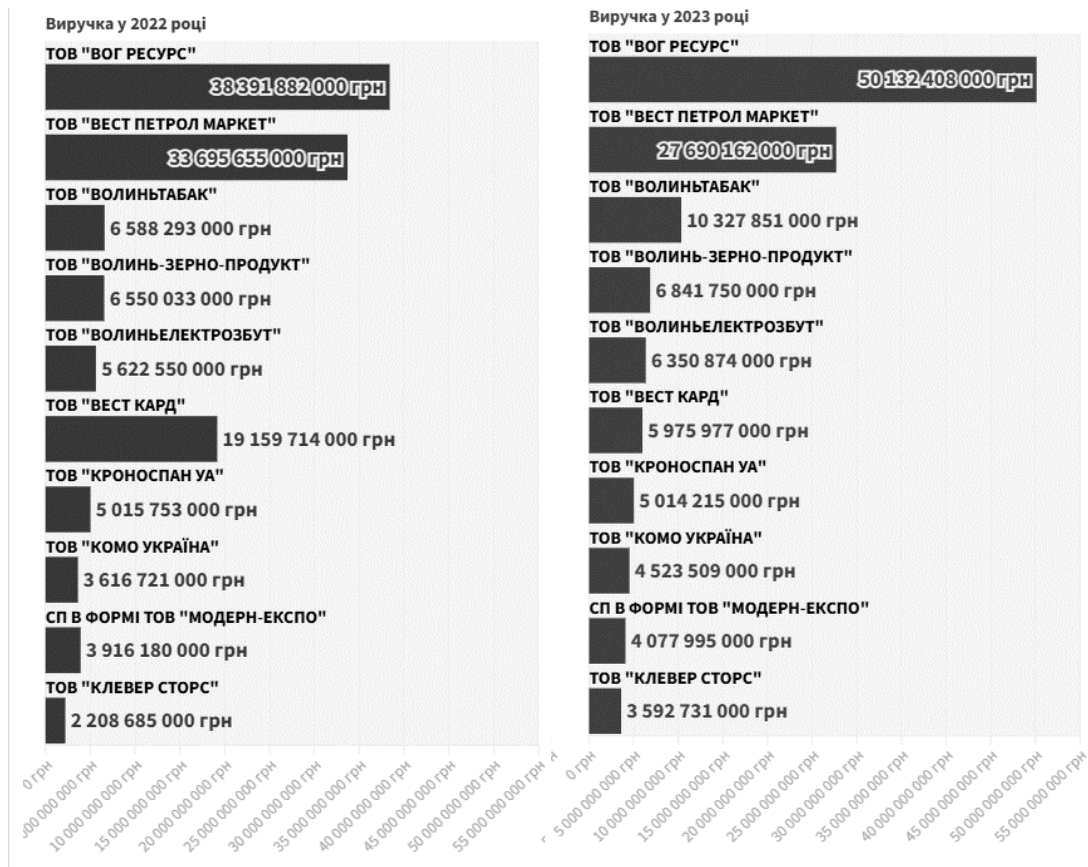 Виручка у 2022 році
ТОВ "ВОГ РЕСУРС"
38 391 882 000 грн
ТОВ "ВЕСТ ПЕТРОЛ МАРКЕТ"
33 695 655 000 грн
ТОВ "ВОЛИНЬТАБАК"
6 588 293 000 грн
ТОВ "ВОЛИНЬ-ЗЕРНО-ПРОДУКТ"
6 550 033 000 грн
ТОВ "ВОЛИНЬЕЛЕКТРОЗБУТ"
5 622 550 000 грн
ТОВ "ВЕСТ КАРД"
19 159 714 000 грн
ТОВ "КРОНОСПАН УА"
5 015 753 000 грн
ТОВ "КОМО УКРАЇНА"
3 616 721 000 грн
СП В ФОРМІ ТОВ "МОДЕРН-ЕКСПО"
3 916 180 000 грн
ТОВ "КЛЕВЕР СТОРС"
2 208 685 000 грн
0 грн
000 000 000 грн
10 000 000 000 грн
15 000 000 000 грн
20 000 000 000 грн
25 000 000 000 грн
30 000 000 000 грн
35 000 000 000 грн
40 000 000 000 грн
45 000 000 000 грн
50 000 000 000 грн
55 000 000 000 грн
Виручка у 2023 році
ТОВ "ВОГ РЕСУРС"
50 132 408 000 грн
ТОВ "ВЕСТ ПЕТРОЛ МАРКЕТ"
27 690 162 000 грн
ТОВ "ВОЛИНЬТАБАК"
10 327 851 000 грн
ТОВ "ВОЛИНЬ-ЗЕРНО-ПРОДУКТ"
6 841 750 000 грн
ТОВ "ВОЛИНЬЕЛЕКТРОЗБУТ"
6 350 874 000 грн
ТОВ "ВЕСТ КАРД"
5 975 977 000 грн
ТОВ "КРОНОСПАН УА"
5 014 215 000 грн
ТОВ "КОМО УКРАЇНА"
4 523 509 000 грн
СП В ФОРМІ ТОВ "МОДЕРН-ЕКСПО"
4 077 995 000 грн
ТОВ "КЛЕВЕР СТОРС"
3 592 731 000 грн
0 грн
5 000 000 000 грн
10 000 000 000 грн
15 000 000 000 грн
20 000 000 000 грн
25 000 000 000 грн
30 000 000 000 грн
35 000 000 000 грн
40 000 000 000 грн
45 000 000 000 грн
50 000 000 000 грн
55 000 000 000 грн